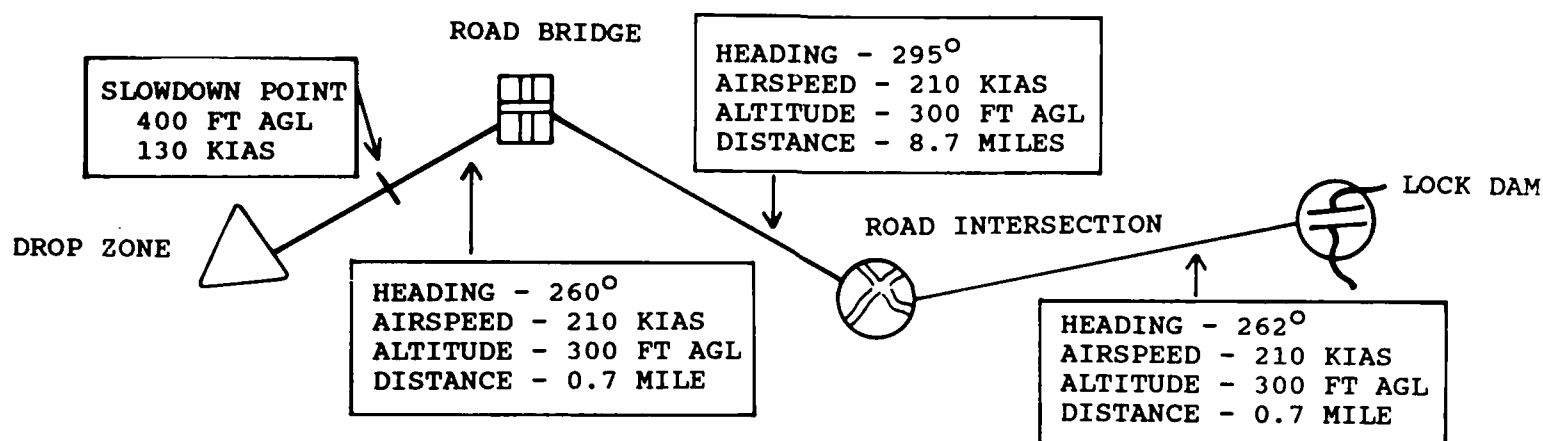 ROAD BRIDGE
SLOWDOWN POINT
400 FT AGL
130 KIAS
HEADING - 295°
AIRSPEED - 210 KIAS
ALTITUDE - 300 FT AGL
DISTANCE - 8.7 MILES
LOCK DAM
ROAD INTERSECTION
DROP ZONE
HEADING - 260°
AIRSPEED - 210 KIAS
ALTITUDE - 300 FT AGL
DISTANCE - 0.7 MILE
HEADING - 262°
AIRSPEED - 210 KIAS
ALTITUDE - 300 FT AGL
DISTANCE - 0.7 MILE